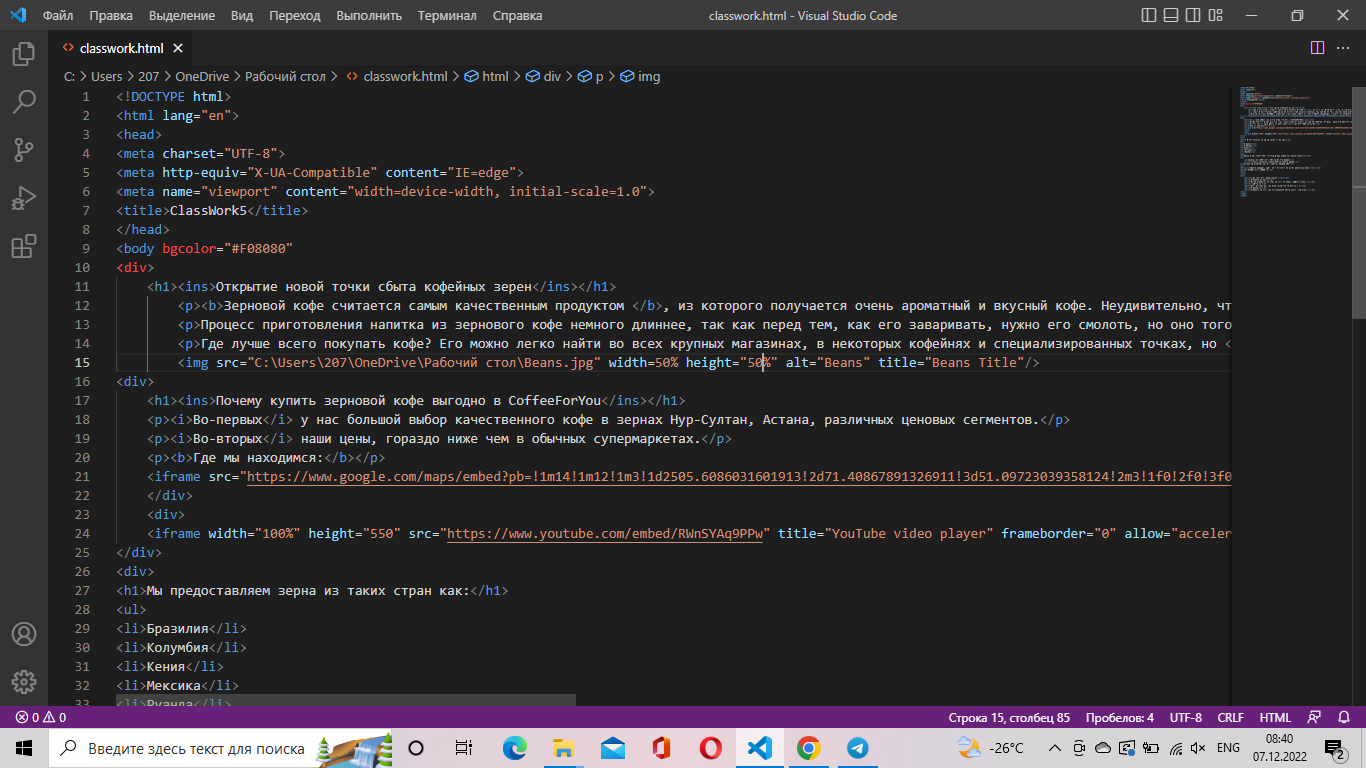 Файл Правка Выделение Вид Переход Выполнить Терминал Справка classwork.html - Visual Studio Code
classwork.html
C: > Users > 207 > OneDrive > Рабочий стол > classwork.html > html > div > p > img
1 <!DOCTYPE html>
2 <html lang="en">
3 <head>
4 <meta charset="UTF-8">
5 <meta http-equiv="X-UA-Compatible" content="IE=edge">
6 <meta name="viewport" content="width=device-width, initial-scale=1.0">
7 <title>ClassWork5</title>
8 </head>
9 <body bgcolor="#F08080"
10 <div>
11 <h1><ins>Открытие новой точки сбыта кофейных зерен</ins></h1>
12 <p><b>Зерновой кофе считается самым качественным продуктом </b>, из которого получается очень ароматный и вкусный кофе. Неудивительно, чт
13 <p>Процесс приготовления напитка из зернового кофе немного длиннее, так как перед тем, как его заваривать, нужно его смолоть, но оно того
14 <p>Где лучше всего покупать кофе? Его можно легко найти во всех крупных магазинах, в некоторых кофейнях и специализированных точках, но <
15 <img src="C:\Users\207\OneDrive\Рабочий стол\Beans.jpg" width=50% height="50%" alt="Beans" title="Beans Title"/>
16 <div>
17 <h1><ins>Почему купить зерновой кофе выгодно в CoffeeForYou</ins></h1>
18 <p><i>Во-первых</i> у нас большой выбор качественного кофе в зернах Нур-Султан, Астана, различных ценовых сегментов.</p>
19 <p><i>Во-вторых</i> наши цены, гораздо ниже чем в обычных супермаркетах.</p>
20 <p><b>Где мы находимся:</b></p>
21 <iframe src="https://www.google.com/maps/embed?pb=!1m14!1m12!1m3!1d2505.6086031601913!2d71.40867891326911!3d51.09723039358124!2m3!1f0!2f0!3f0
22 </div>
23 <div>
24 <iframe width="100%" height="550" src="https://www.youtube.com/embed/RWnSYAq9PPw" title="YouTube video player" frameborder="0" allow="acceler
25 </div>
26 <div>
27 <h1>Мы предоставляем зерна из таких стран как:</h1>
28 <ul>
29 <li>Бразилия</li>
30 <li>Колумбия</li>
31 <li>Кения</li>
32 <li>Мексика</li>
33 <li>Руанда</li>
0 0 Строка 15, столбец 85 Пробелов: 4 UTF-8 CRLF HTML
Введите здесь текст для поиска -26°C ENG 08:40
07.12.2022 2